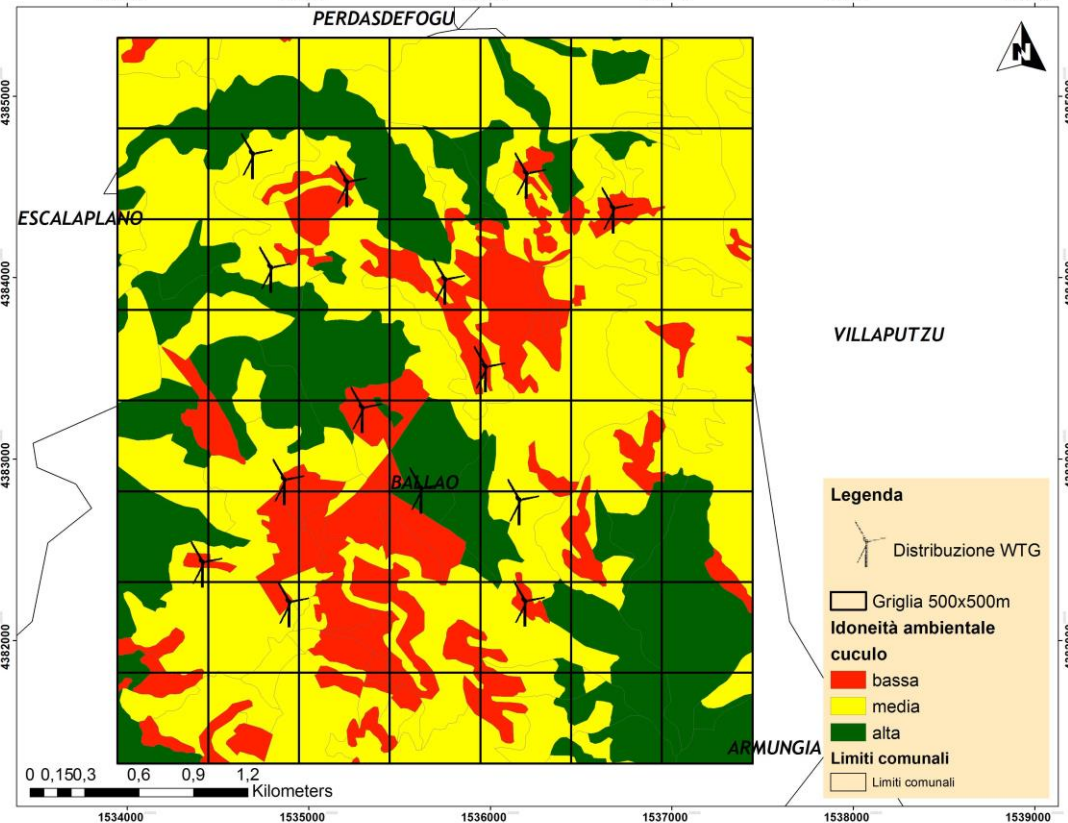 PERDASDEFOGU
N
4385000
ESCALAPLANO
4384000
VILLAPUTZU
4383000
BALLAO
Legenda
Distribuzione WTG
Griglia 500x500m
Idoneità ambientale
cuculo
bassa
media
alta
Limiti comunali
Limiti comunali
4382000
ARMUNGIA
0 0,150,3 0,6 0,9 1,2
Kilometers
1534000 1535000 1536000 1537000 1538000 1539000